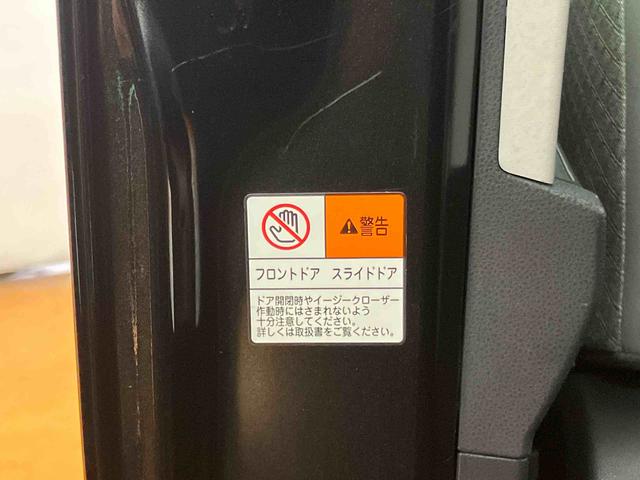 警告
フロントドア スライドドア
ドア開閉時やイージークローザー
作動時にはさまれないよう
十分注意してください。
詳しくは取扱書をご覧ください。